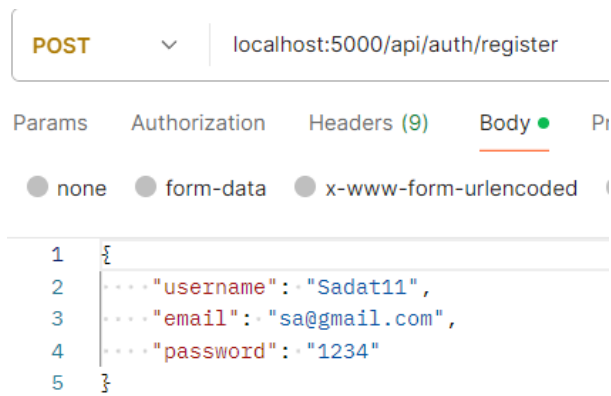 POST localhost:5000/api/auth/register
Params Authorization Headers (9) Body Pr
none form-data x-www-form-urlencoded
1 {
2 "username": "Sadat11",
3 "email": "sa@gmail.com",
4 "password": "1234"
5 }